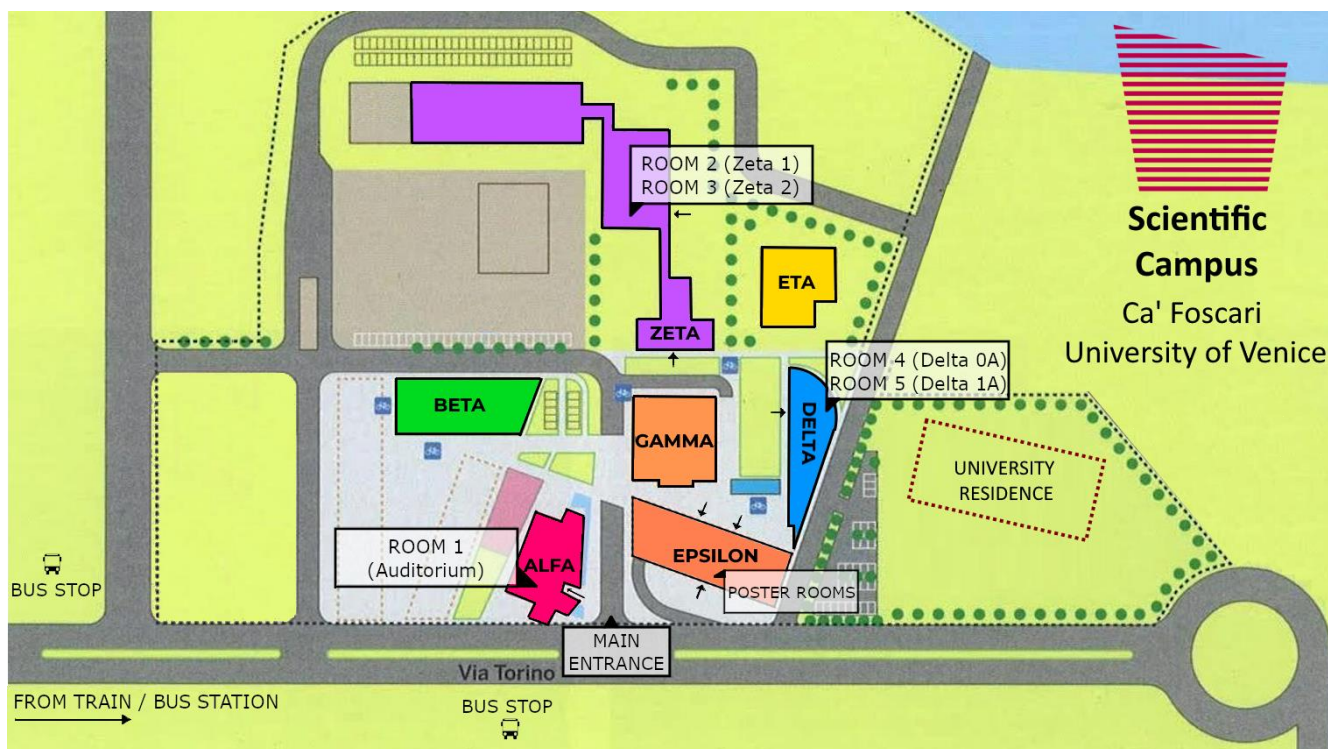 Scientific
Campus
Ca' Foscari
University of Venice
ROOM 2 (Zeta 1)
ROOM 3 (Zeta 2)
ETA
ZETA
ROOM 4 (Delta 0A)
ROOM 5 (Delta 1A)
BETA
GAMMA
DELTA
UNIVERSITY
RESIDENCE
ROOM 1
(Auditorium)
ALFA
EPSILON
POSTER ROOMS
BUS STOP
MAIN
ENTRANCE
Via Torino
FROM TRAIN / BUS STATION
BUS STOP